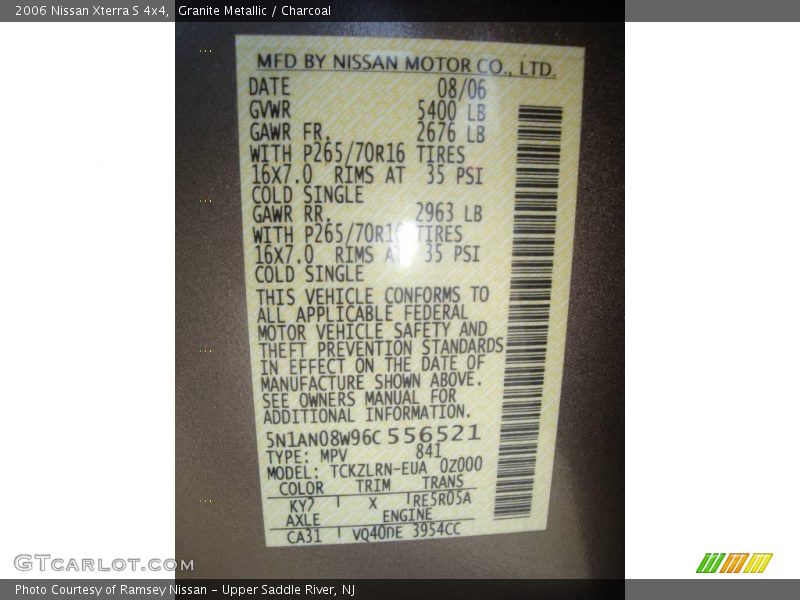 2006 Nissan Xterra S 4x4, Granite Metallic / Charcoal
MFD BY NISSAN MOTOR CO., LTD.
DATE 08/06
GVWR 5400 LB
GAWR FR. 2676 LB
WITH P265/70R16 TIRES
16X7.0 RIMS AT 35 PSI
COLD SINGLE
GAWR RR. 2963 LB
WITH P265/70R16 TIRES
16X7.0 RIMS AT 35 PSI
COLD SINGLE
THIS VEHICLE CONFORMS TO
ALL APPLICABLE FEDERAL
MOTOR VEHICLE SAFETY AND
THEFT PREVENTION STANDARDS
IN EFFECT ON THE DATE OF
MANUFACTURE SHOWN ABOVE.
SEE OWNERS MANUAL FOR
ADDITIONAL INFORMATION.
5N1AN08W96C 556521
TYPE: MPV 841
MODEL: TCKZLRN-EUA 0Z000
COLOR TRIM TRANS
X RE5R05A
AXLE ENGINE
CA31 VQ40DE 3954CC
GTCarlot.com
Photo Courtesy of Ramsey Nissan - Upper Saddle River, NJ